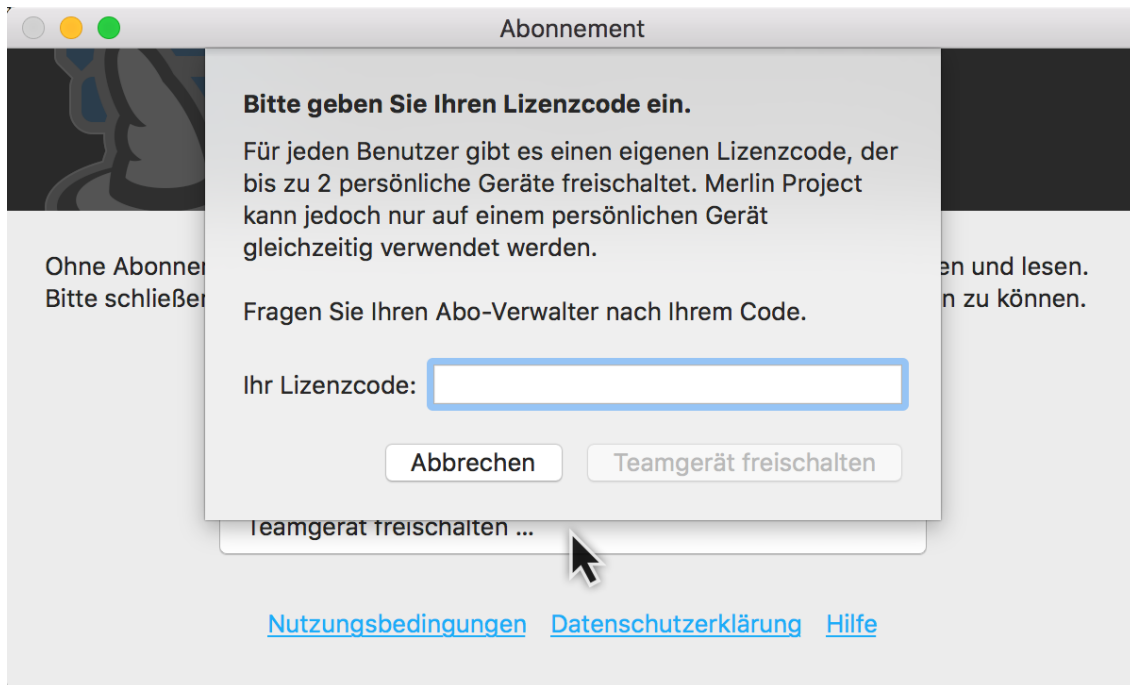 Abonnement
Bitte geben Sie Ihren Lizenzcode ein.
Für jeden Benutzer gibt es einen eigenen Lizenzcode, der
bis zu 2 persönliche Geräte freischaltet. Merlin Project
kann jedoch nur auf einem persönlichen Gerät
gleichzeitig verwendet werden.
Ohne en und lesen.
Bitte n zu können.
Fragen Sie Ihren Abo-Verwalter nach Ihrem Code.
Ihr Lizenzcode:
Abbrechen Teamgerät freischalten
Teamgerät freischalten ...
Nutzungsbedingungen Datenschutzerklärung Hilfe